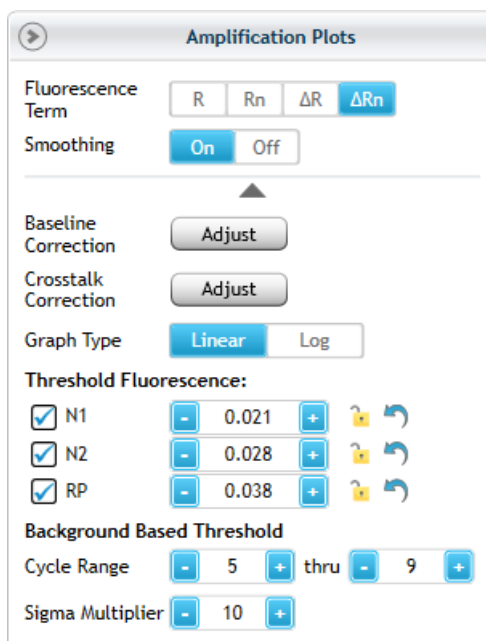 Amplification Plots
Fluorescence Term R Rn ΔR ΔRn
Smoothing On Off
Baseline Correction Adjust
Crosstalk Correction Adjust
Graph Type Linear Log
Threshold Fluorescence:
N1 - 0.021 +
N2 - 0.028 +
RP - 0.038 +
Background Based Threshold
Cycle Range - 5 + thru - 9 +
Sigma Multiplier - 10 +